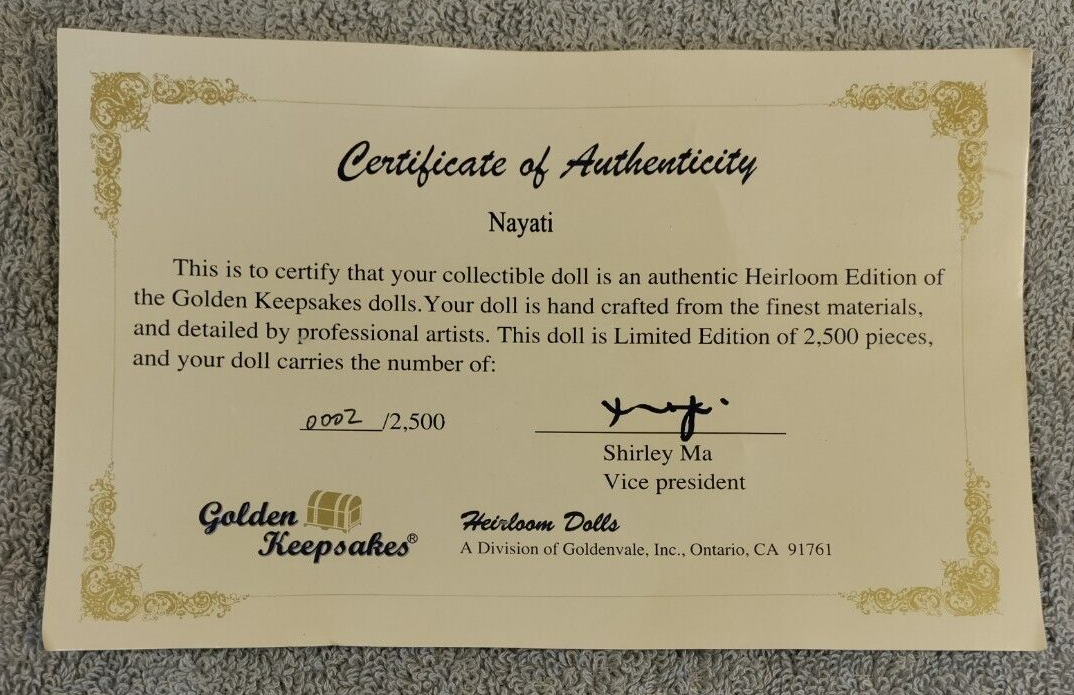 Certificate of Authenticity
Nayati
This is to certify that your collectible doll is an authentic Heirloom Edition of
the Golden Keepsakes dolls.Your doll is hand crafted from the finest materials,
and detailed by professional artists. This doll is Limited Edition of 2,500 pieces,
and your doll carries the number of:
0002 /2,500
Shirley Ma
Vice president
Golden
Keepsakes®
Heirloom Dolls
A Division of Goldenvale, Inc., Ontario, CA 91761